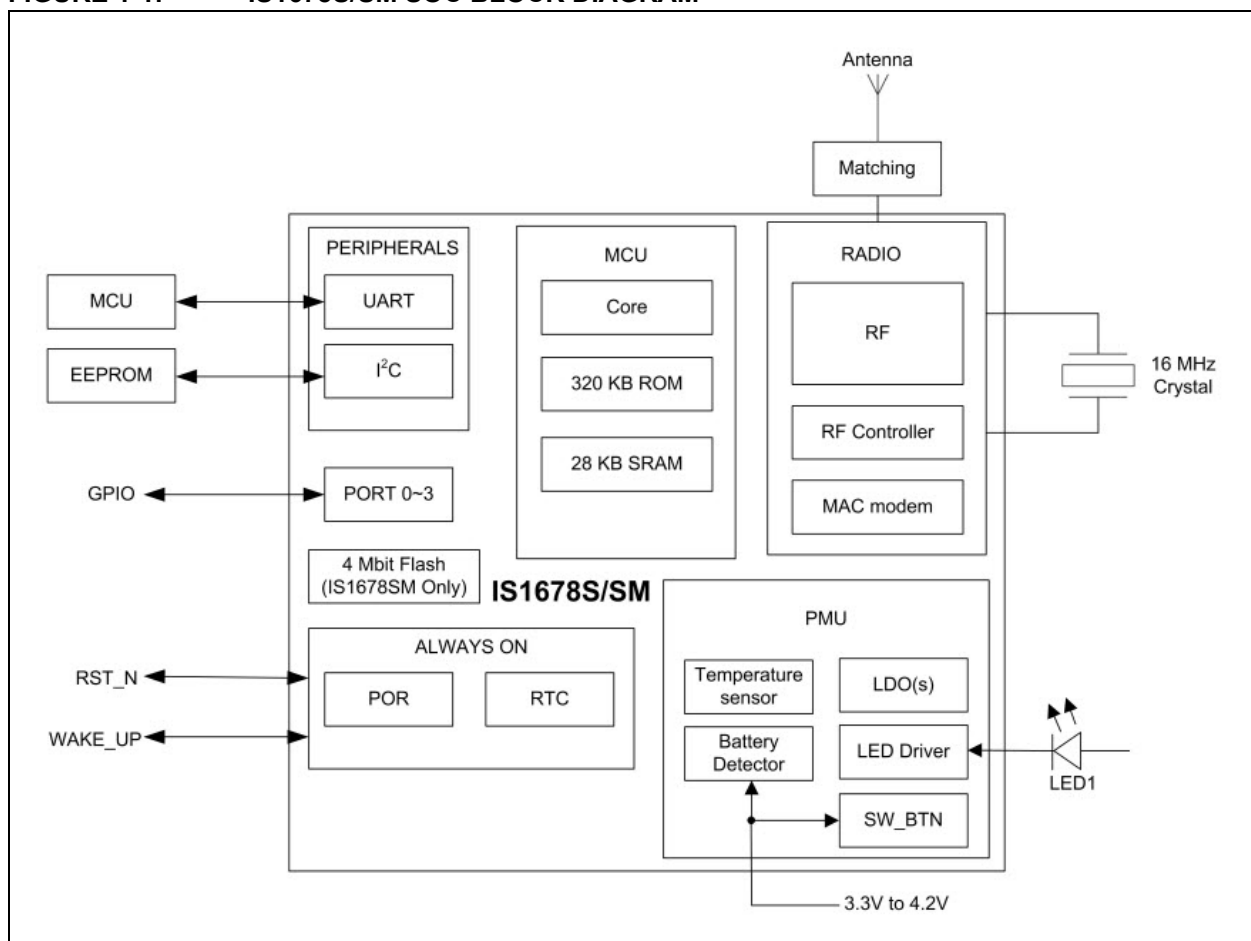 Antenna
Matching
PERIPHERALS
UART
I²C
MCU
EEPROM
MCU
Core
320 KB ROM
28 KB SRAM
RADIO
RF
RF Controller
MAC modem
16 MHz
Crystal
GPIO
PORT 0~3
4 Mbit Flash
(IS1678SM Only)
IS1678S/SM
ALWAYS ON
POR
RTC
RST_N
WAKE_UP
PMU
Temperature
sensor
LDO(s)
Battery
Detector
LED Driver
SW_BTN
LED1
3.3V to 4.2V